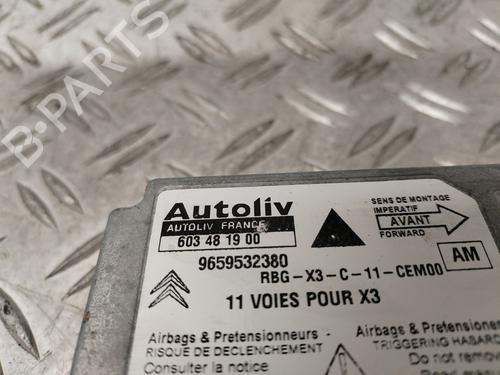 B-Parts
Autoliv
AUTOLIV FRANCE
603 48 19 00
9659532380
RBG-X3-C-11-CEM00
11 VOIES POUR X3
SENS DE MONTAGE
IMPERATIF
AVANT
FORWARD
AM
Airbags & Pretensionneurs
RISQUE DE DECLENCHEMENT
Consulter la notice
Airbags & Pretensioner
TRIGGERING HAZARD
Do not remov